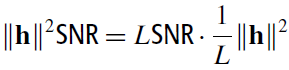 ‖𝐡‖²SNR = LSNR · 1/L ‖𝐡‖²